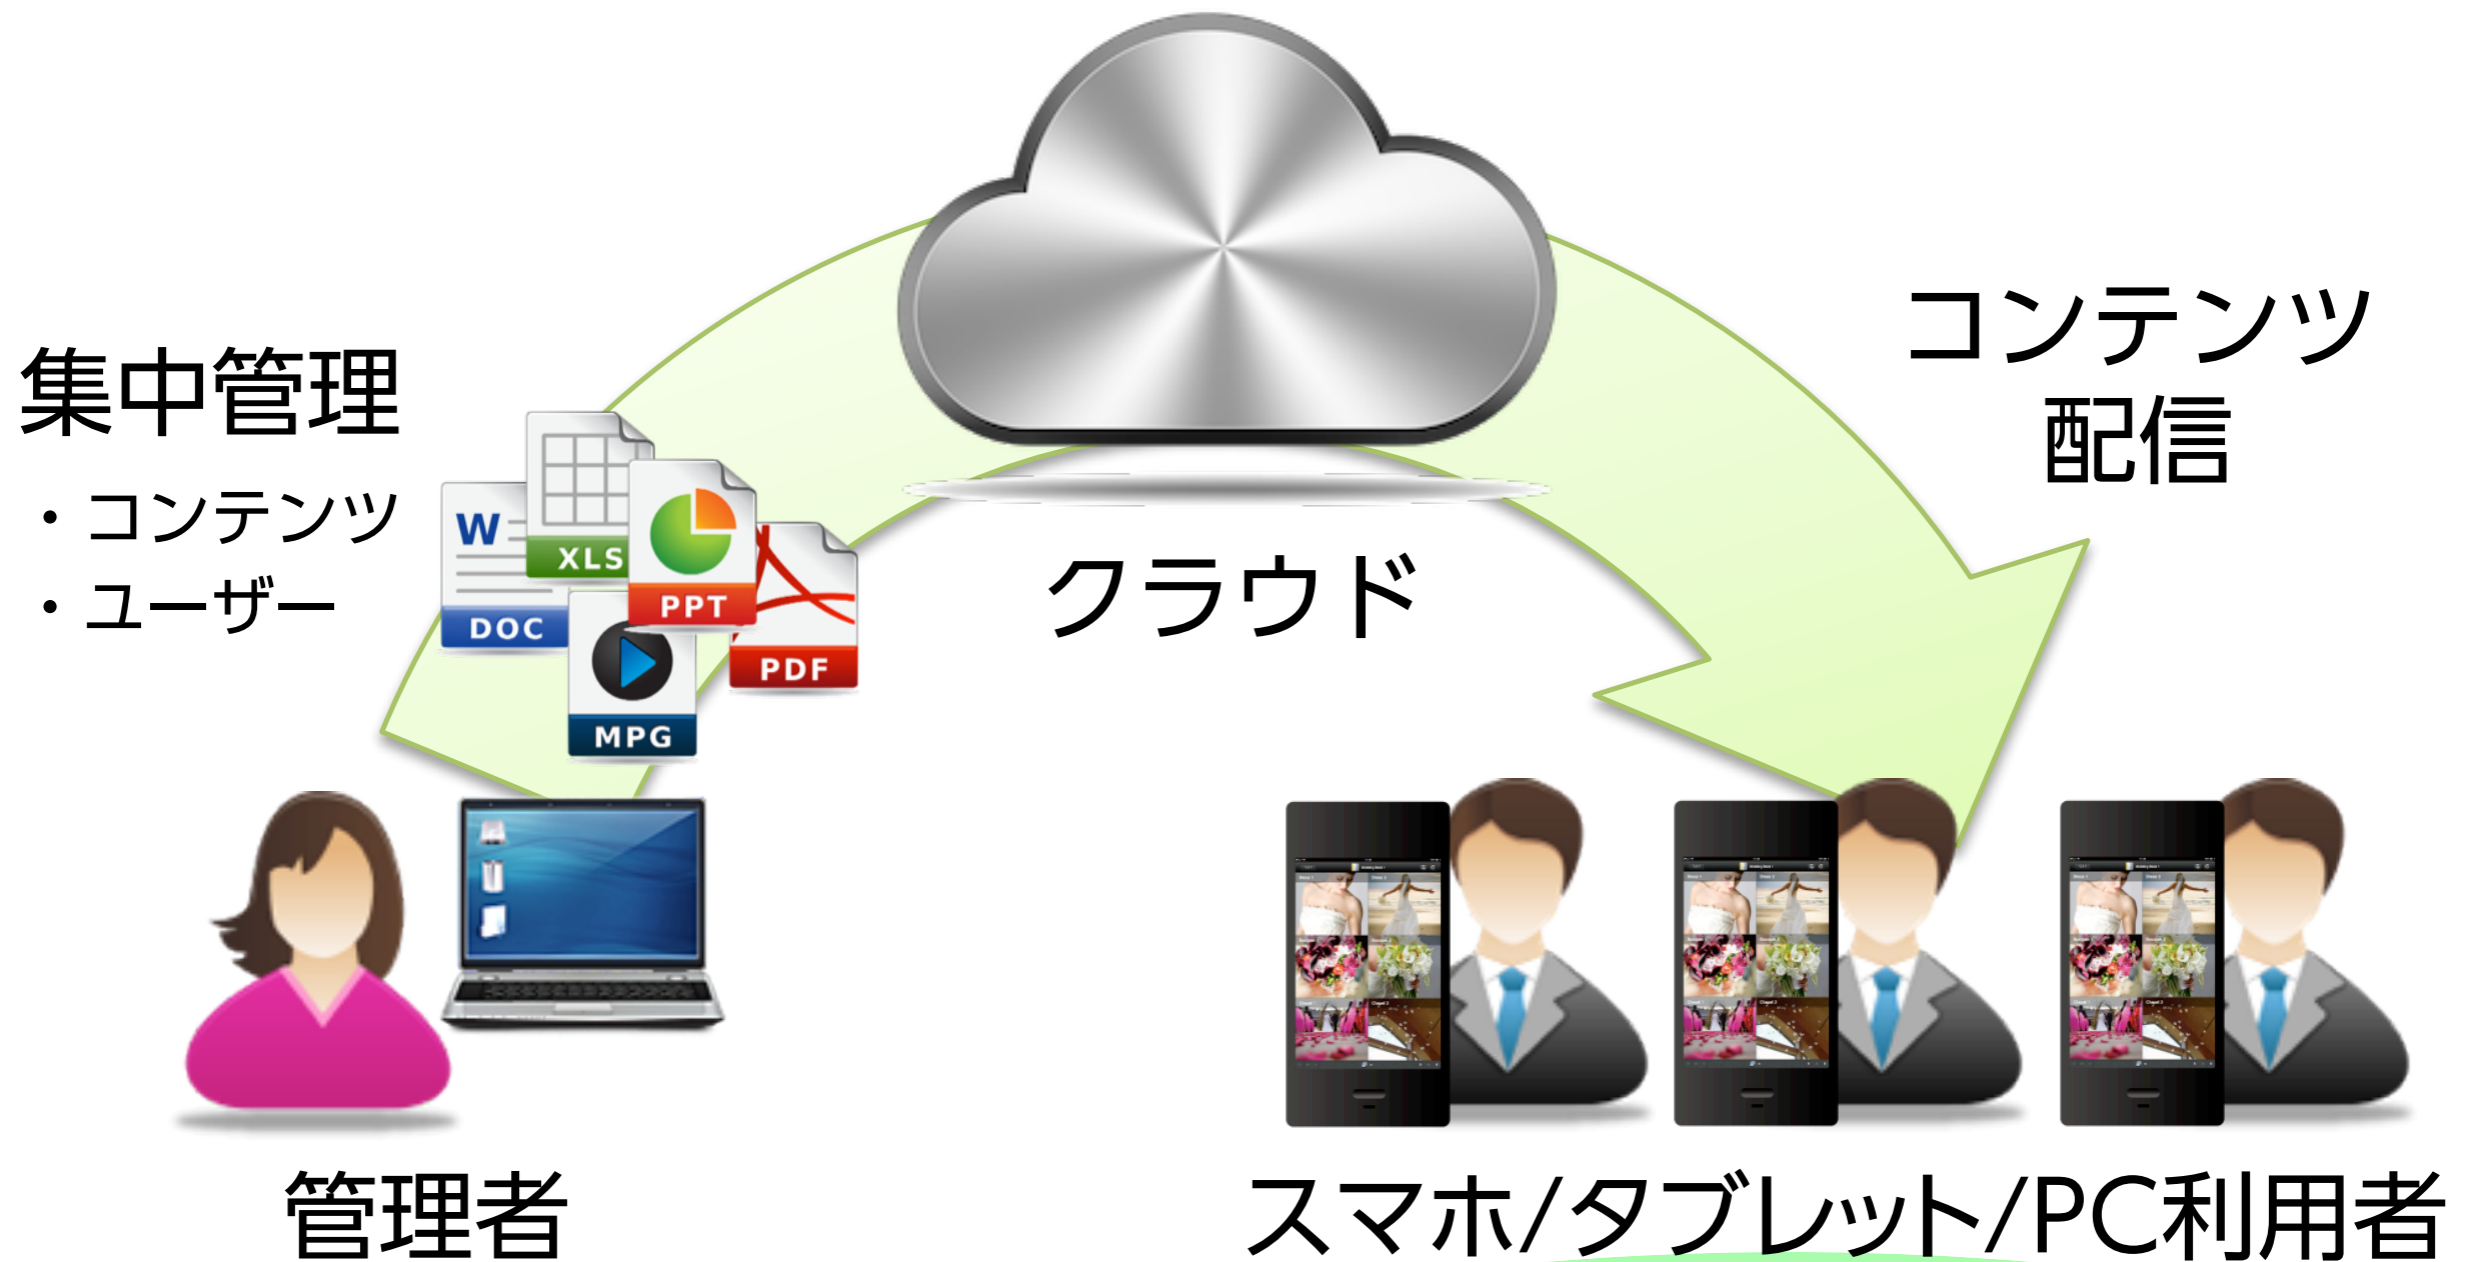 集中管理
・コンテンツ
・ユーザー
W
XLS
DOC
PPT
PDF
MPG
クラウド
コンテンツ
配信
管理者
スマホ/タブレット/PC利用者